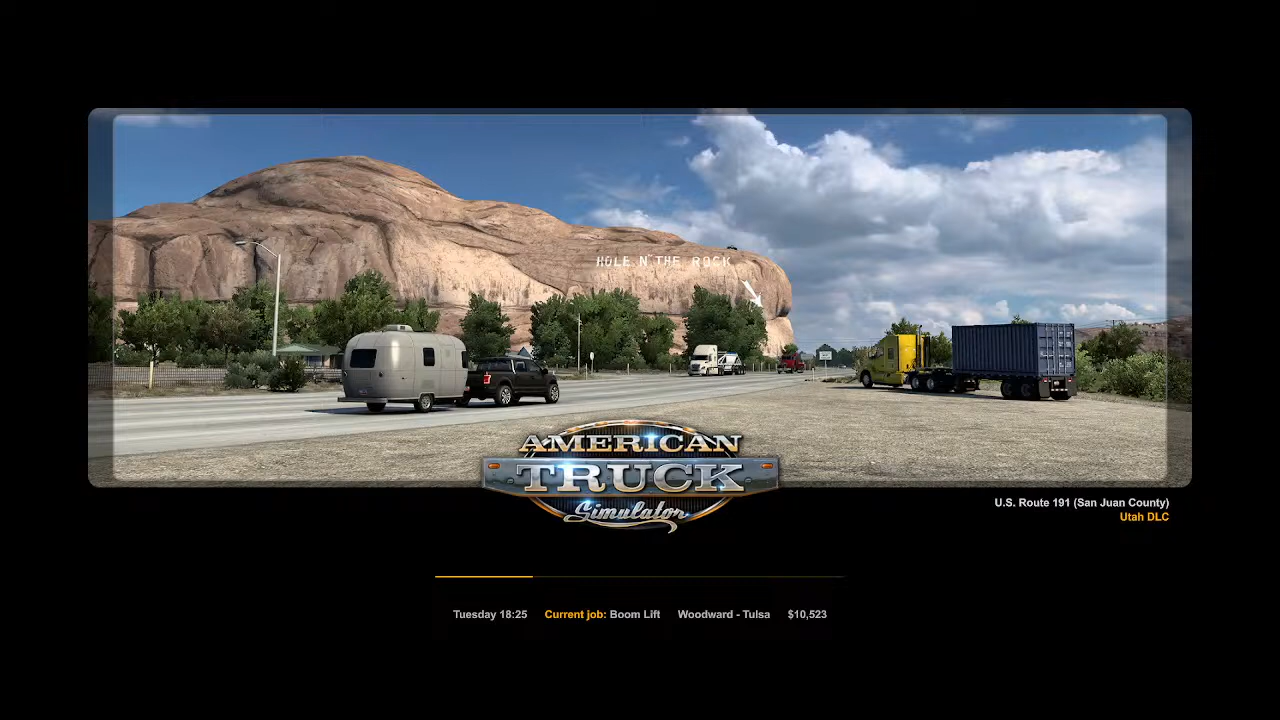 HOLE N" THE ROCK
AMERICAN
TRUCK
Simulator
U.S. Route 191 (San Juan County)
Utah DLC
Tuesday 18:25 Current job: Boom Lift Woodward - Tulsa $10,523